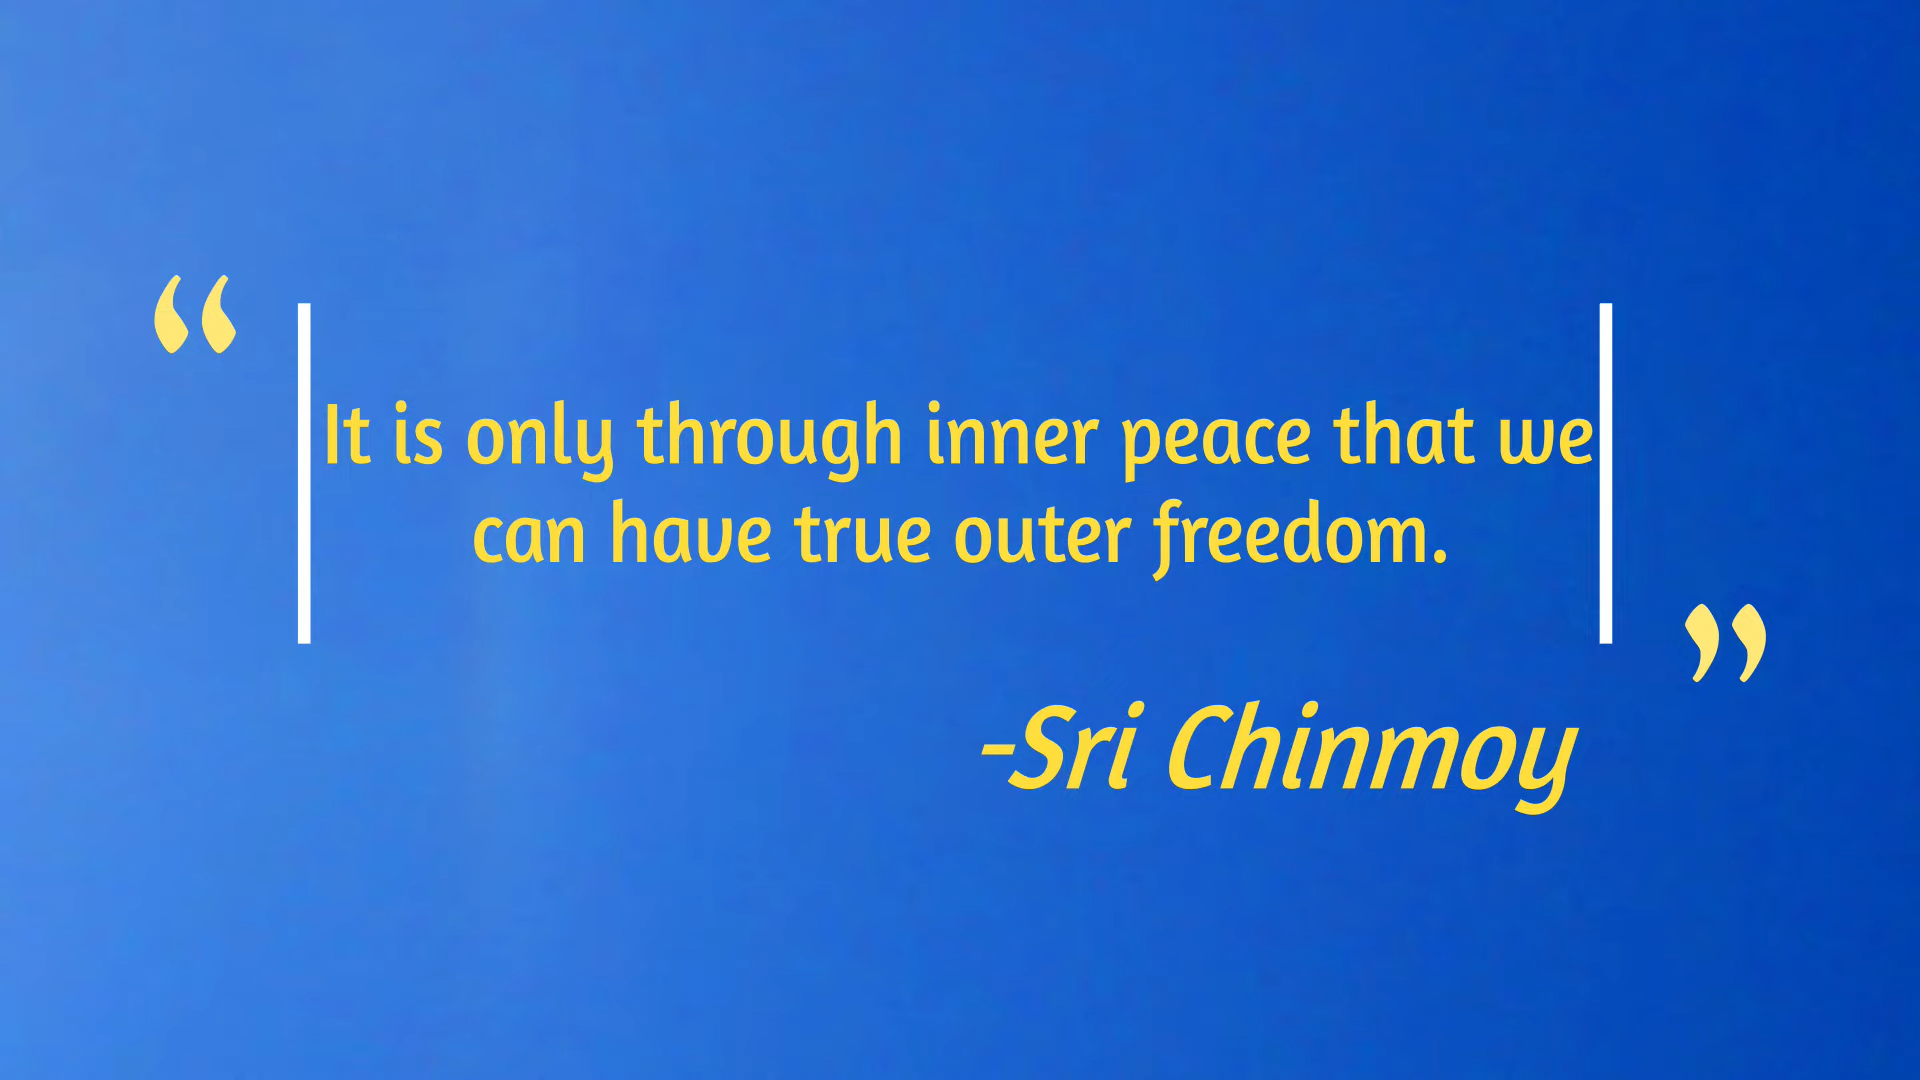 “
It is only through inner peace that we
can have true outer freedom.
”
-Sri Chinmoy